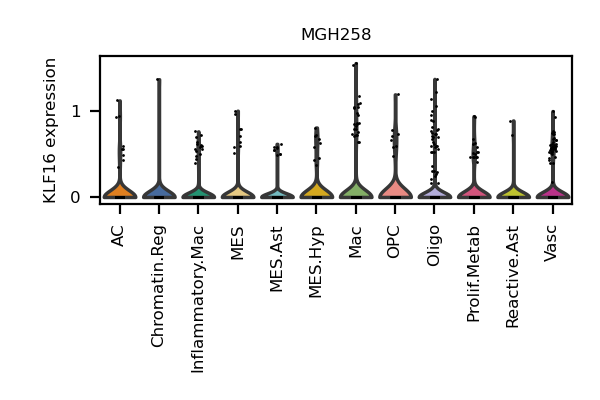 MGH258
KLF16 expression
1
0
AC
Chromatin.Reg
Inflammatory.Mac
MES
MES.Ast
MES.Hyp
Mac
OPC
Oligo
Prolif.Metab
Reactive.Ast
Vasc